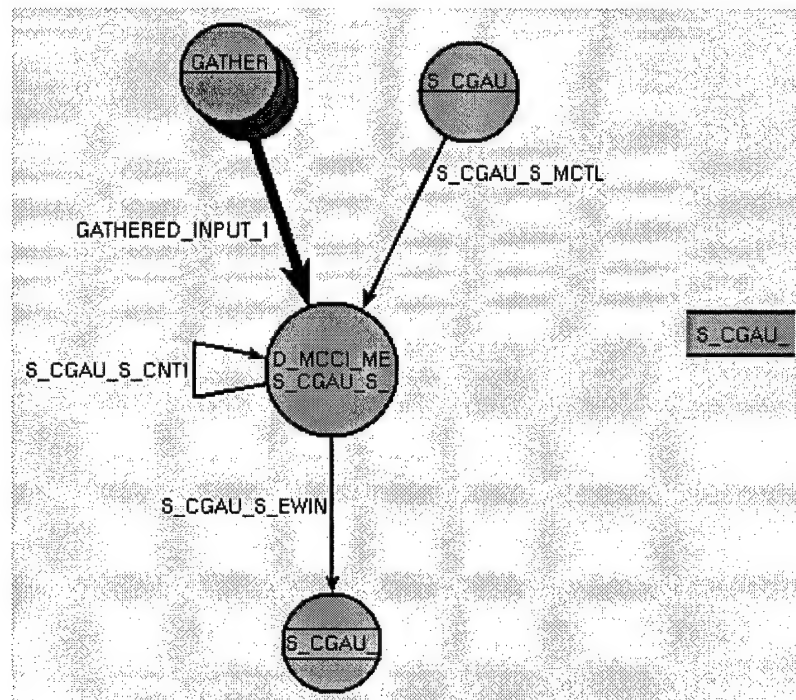 GATHER
S_CGAU
S_CGAU_S_MCTL
GATHERED_INPUT_1
S_CGAU_
D_MCCI_ME
S_CGAU_S_
S_CGAU_S_CNT1
S_CGAU_S_EWIN
S_CGAU_